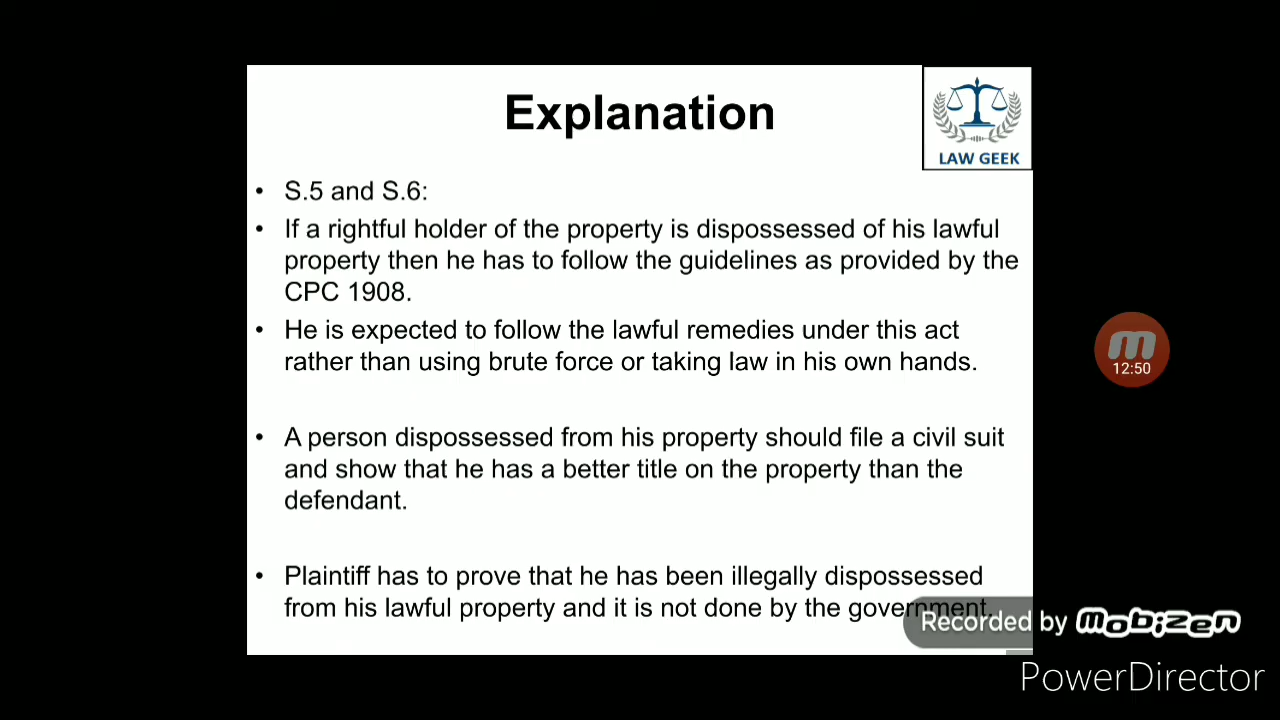 Explanation
LAW GEEK
• S.5 and S.6:
• If a rightful holder of the property is dispossessed of his lawful
property then he has to follow the guidelines as provided by the
CPC 1908.
• He is expected to follow the lawful remedies under this act
rather than using brute force or taking law in his own hands.
• A person dispossessed from his property should file a civil suit
and show that he has a better title on the property than the
defendant.
• Plaintiff has to prove that he has been illegally dispossessed
from his lawful property and it is not done by the government.
12:50
Recorded by Mobizen
PowerDirector